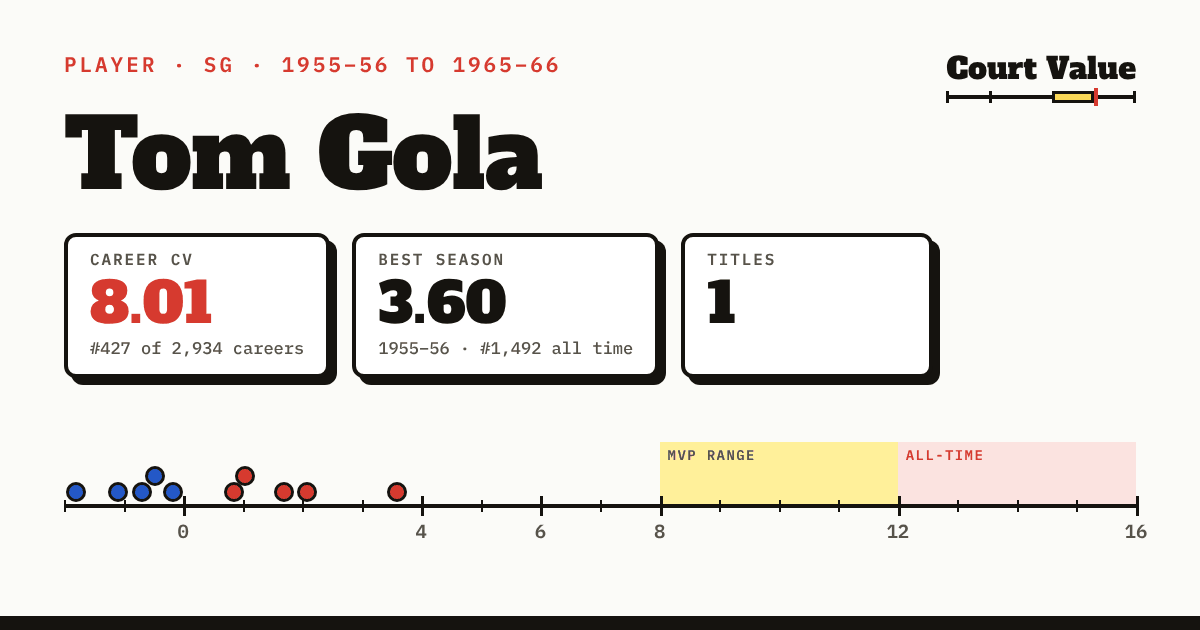 PLAYER · SG · 1955–56 TO 1965–66
Court Value
Tom Gola
CAREER CV
8.01
#427 of 2,934 careers
BEST SEASON
3.60
1955–56 · #1,492 all time
TITLES
1
MVP RANGE
ALL-TIME
0
4
6
8
12
16